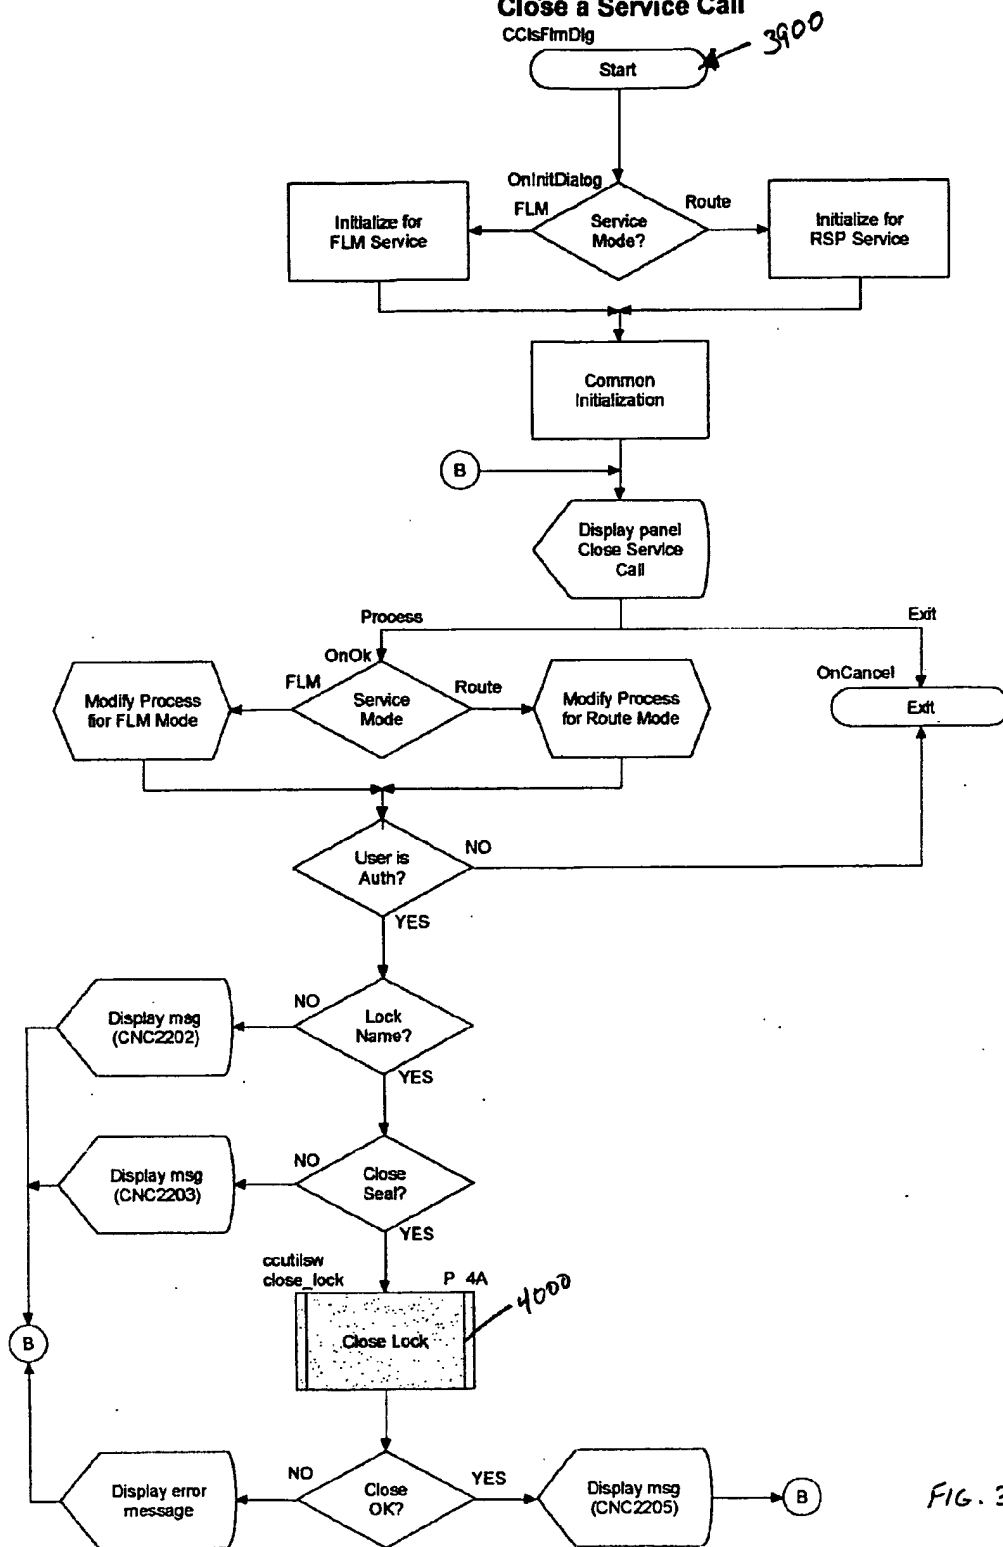 Close a Service Call
CClsFlmDlg
3900
Start
OnInitDialog
FLM
Route
Initialize for
FLM Service
Service
Mode?
Initialize for
RSP Service
Common
Initialization
B
Display panel
Close Service
Call
Process
Exit
OnOk
OnCancel
FLM
Route
Modify Process
for FLM Mode
Service
Mode
Modify Process
for Route Mode
Exit
User is
Auth?
NO
YES
NO
Display msg
(CNC2202)
Lock
Name?
YES
NO
Display msg
(CNC2203)
Close
Seal?
YES
ccutilsw
close_lock
P 4A
4000
Close Lock
B
NO
YES
Display error
message
Close
OK?
Display msg
(CNC2205)
B
FIG. 3